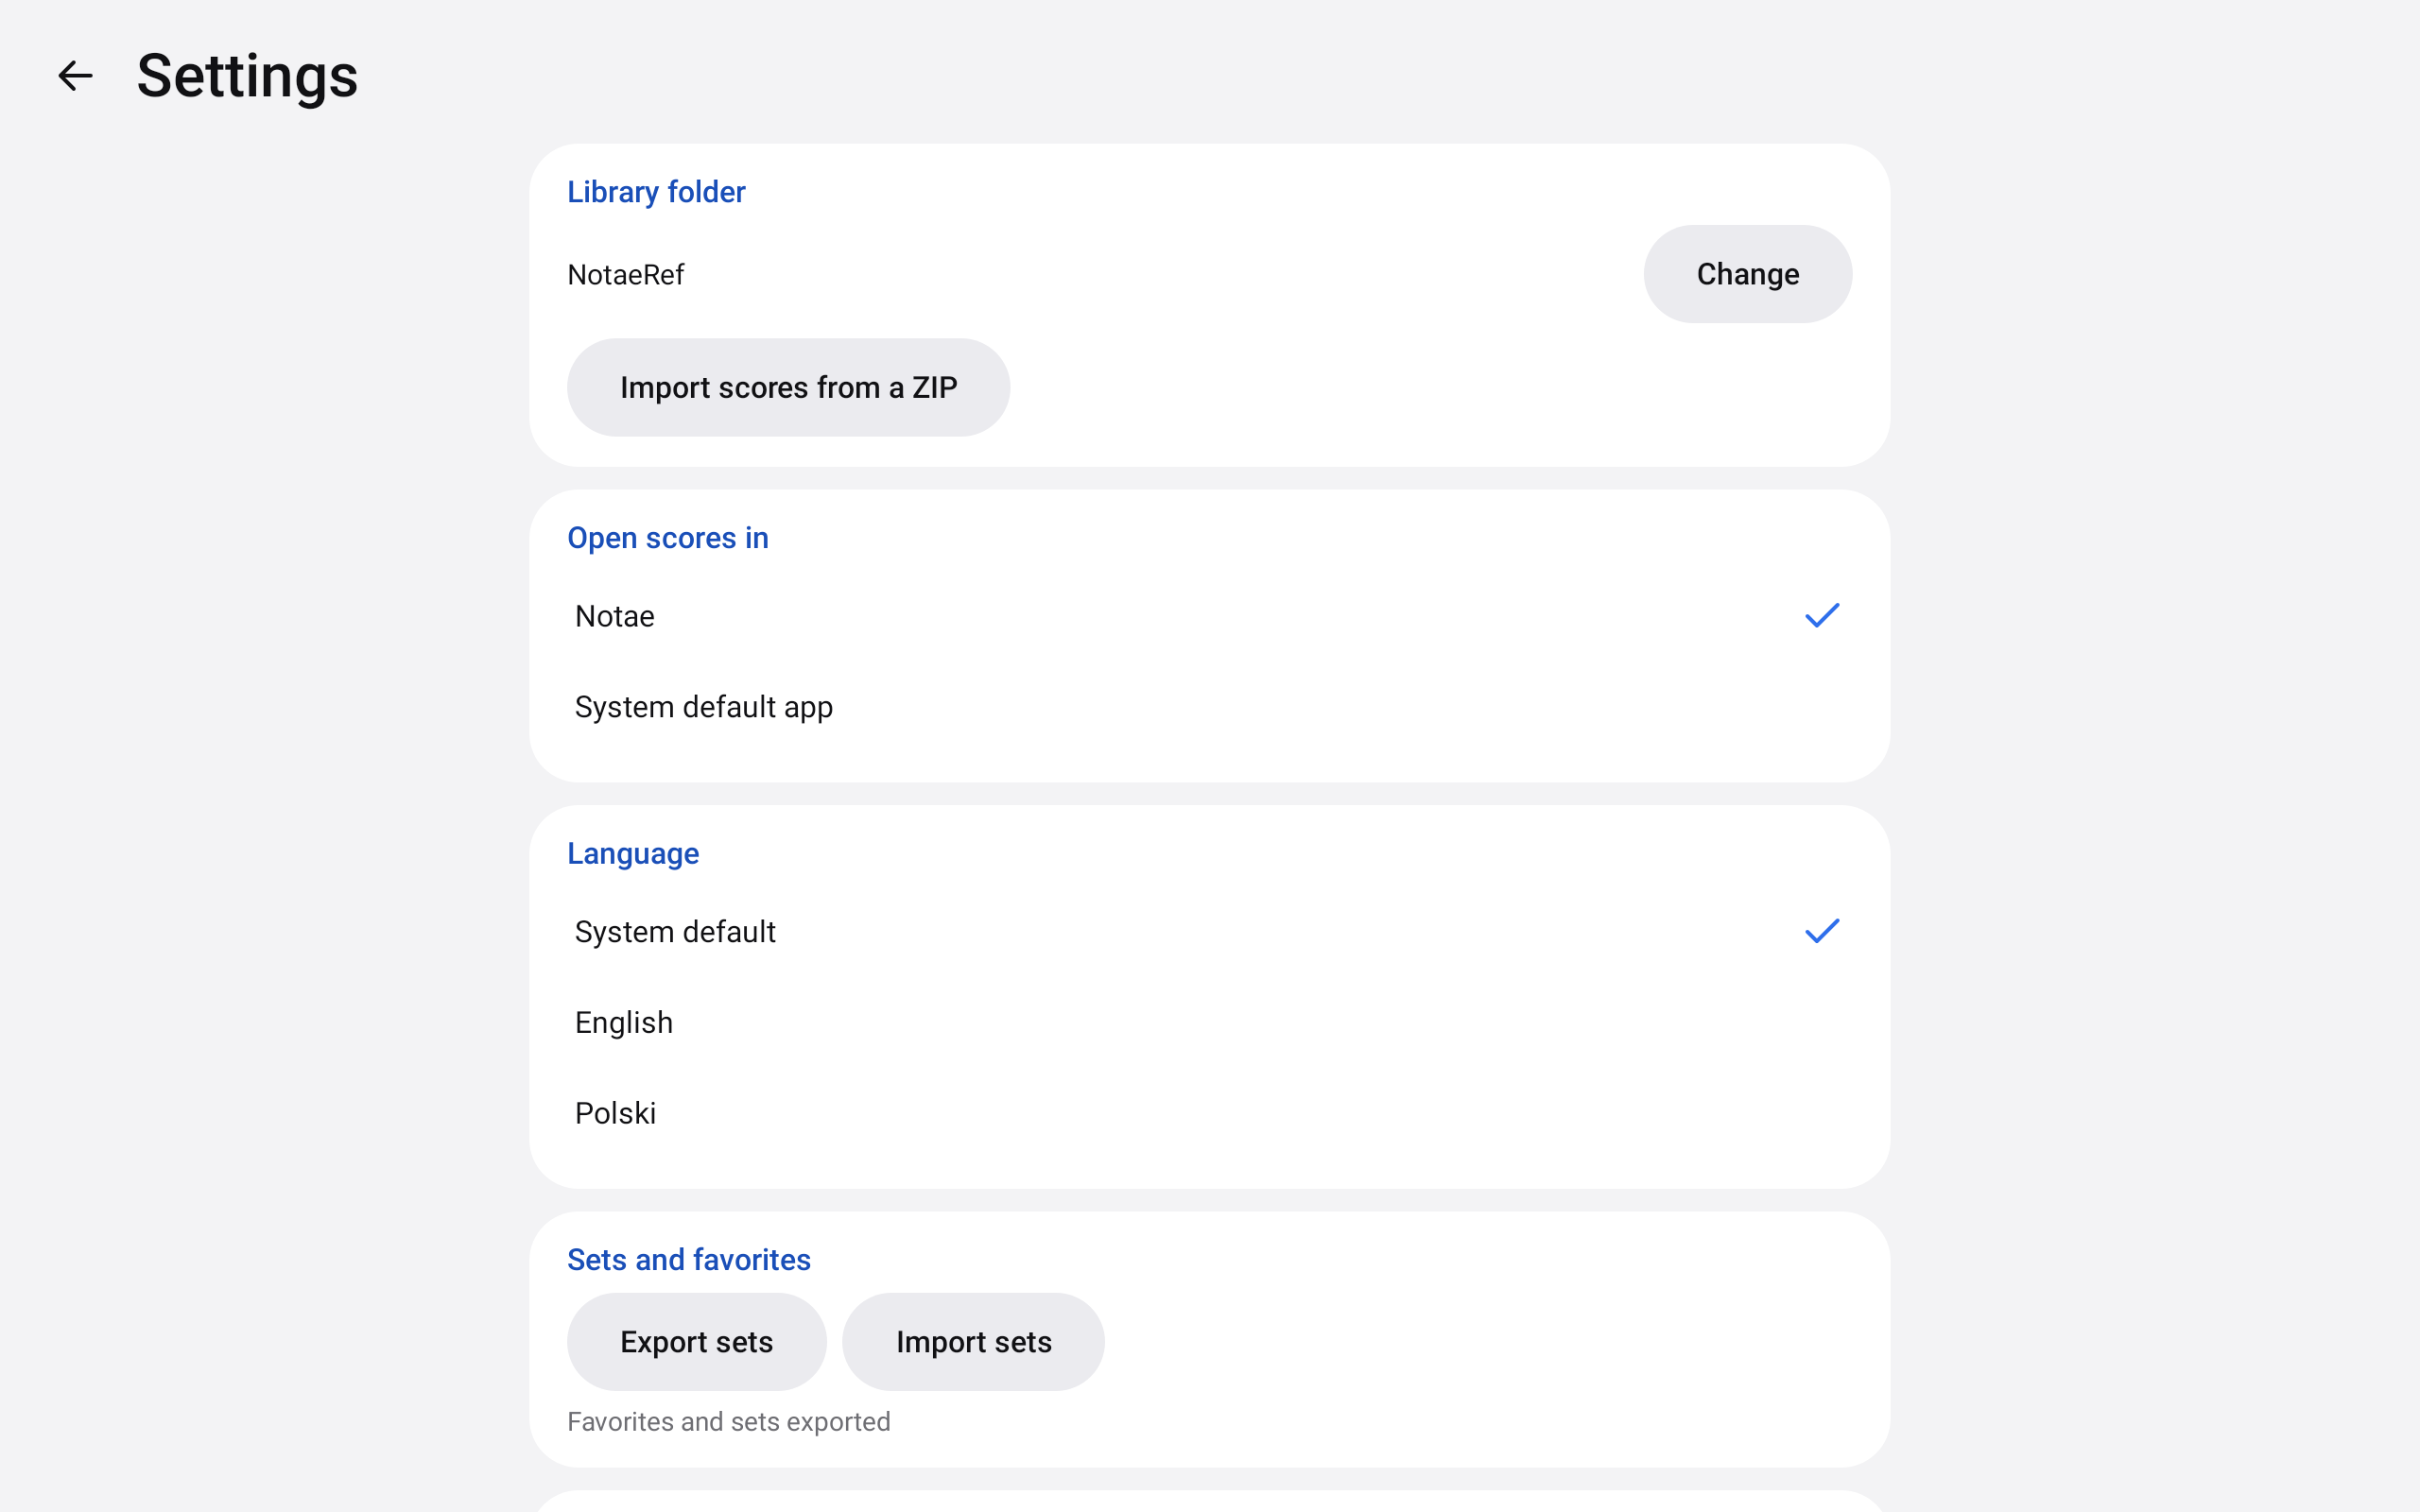 Settings
Library folder
NotaeRef
Change
Import scores from a ZIP
Open scores in
Notae
System default app
Language
System default
English
Polski
Sets and favorites
Export sets
Import sets
Favorites and sets exported